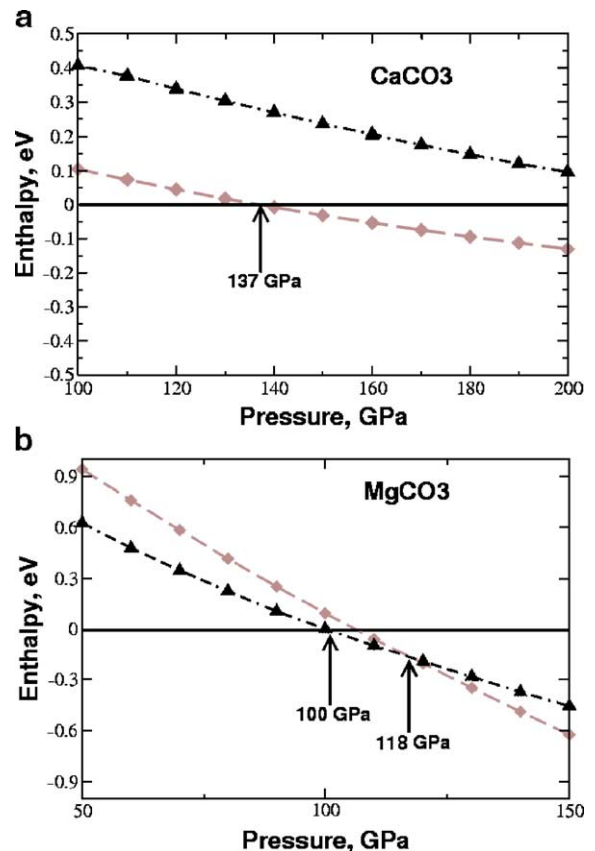 a
0.5
0.4
0.3
0.2
0.1
0
-0.1
-0.2
-0.3
-0.4
-0.5
Enthalpy, eV
CaCO3
137 GPa
100 120 140 160 180 200
Pressure, GPa
b
0.9
0.6
0.3
0
-0.3
-0.6
-0.9
Enthalpy, eV
MgCO3
100 GPa
118 GPa
50 100 150
Pressure, GPa